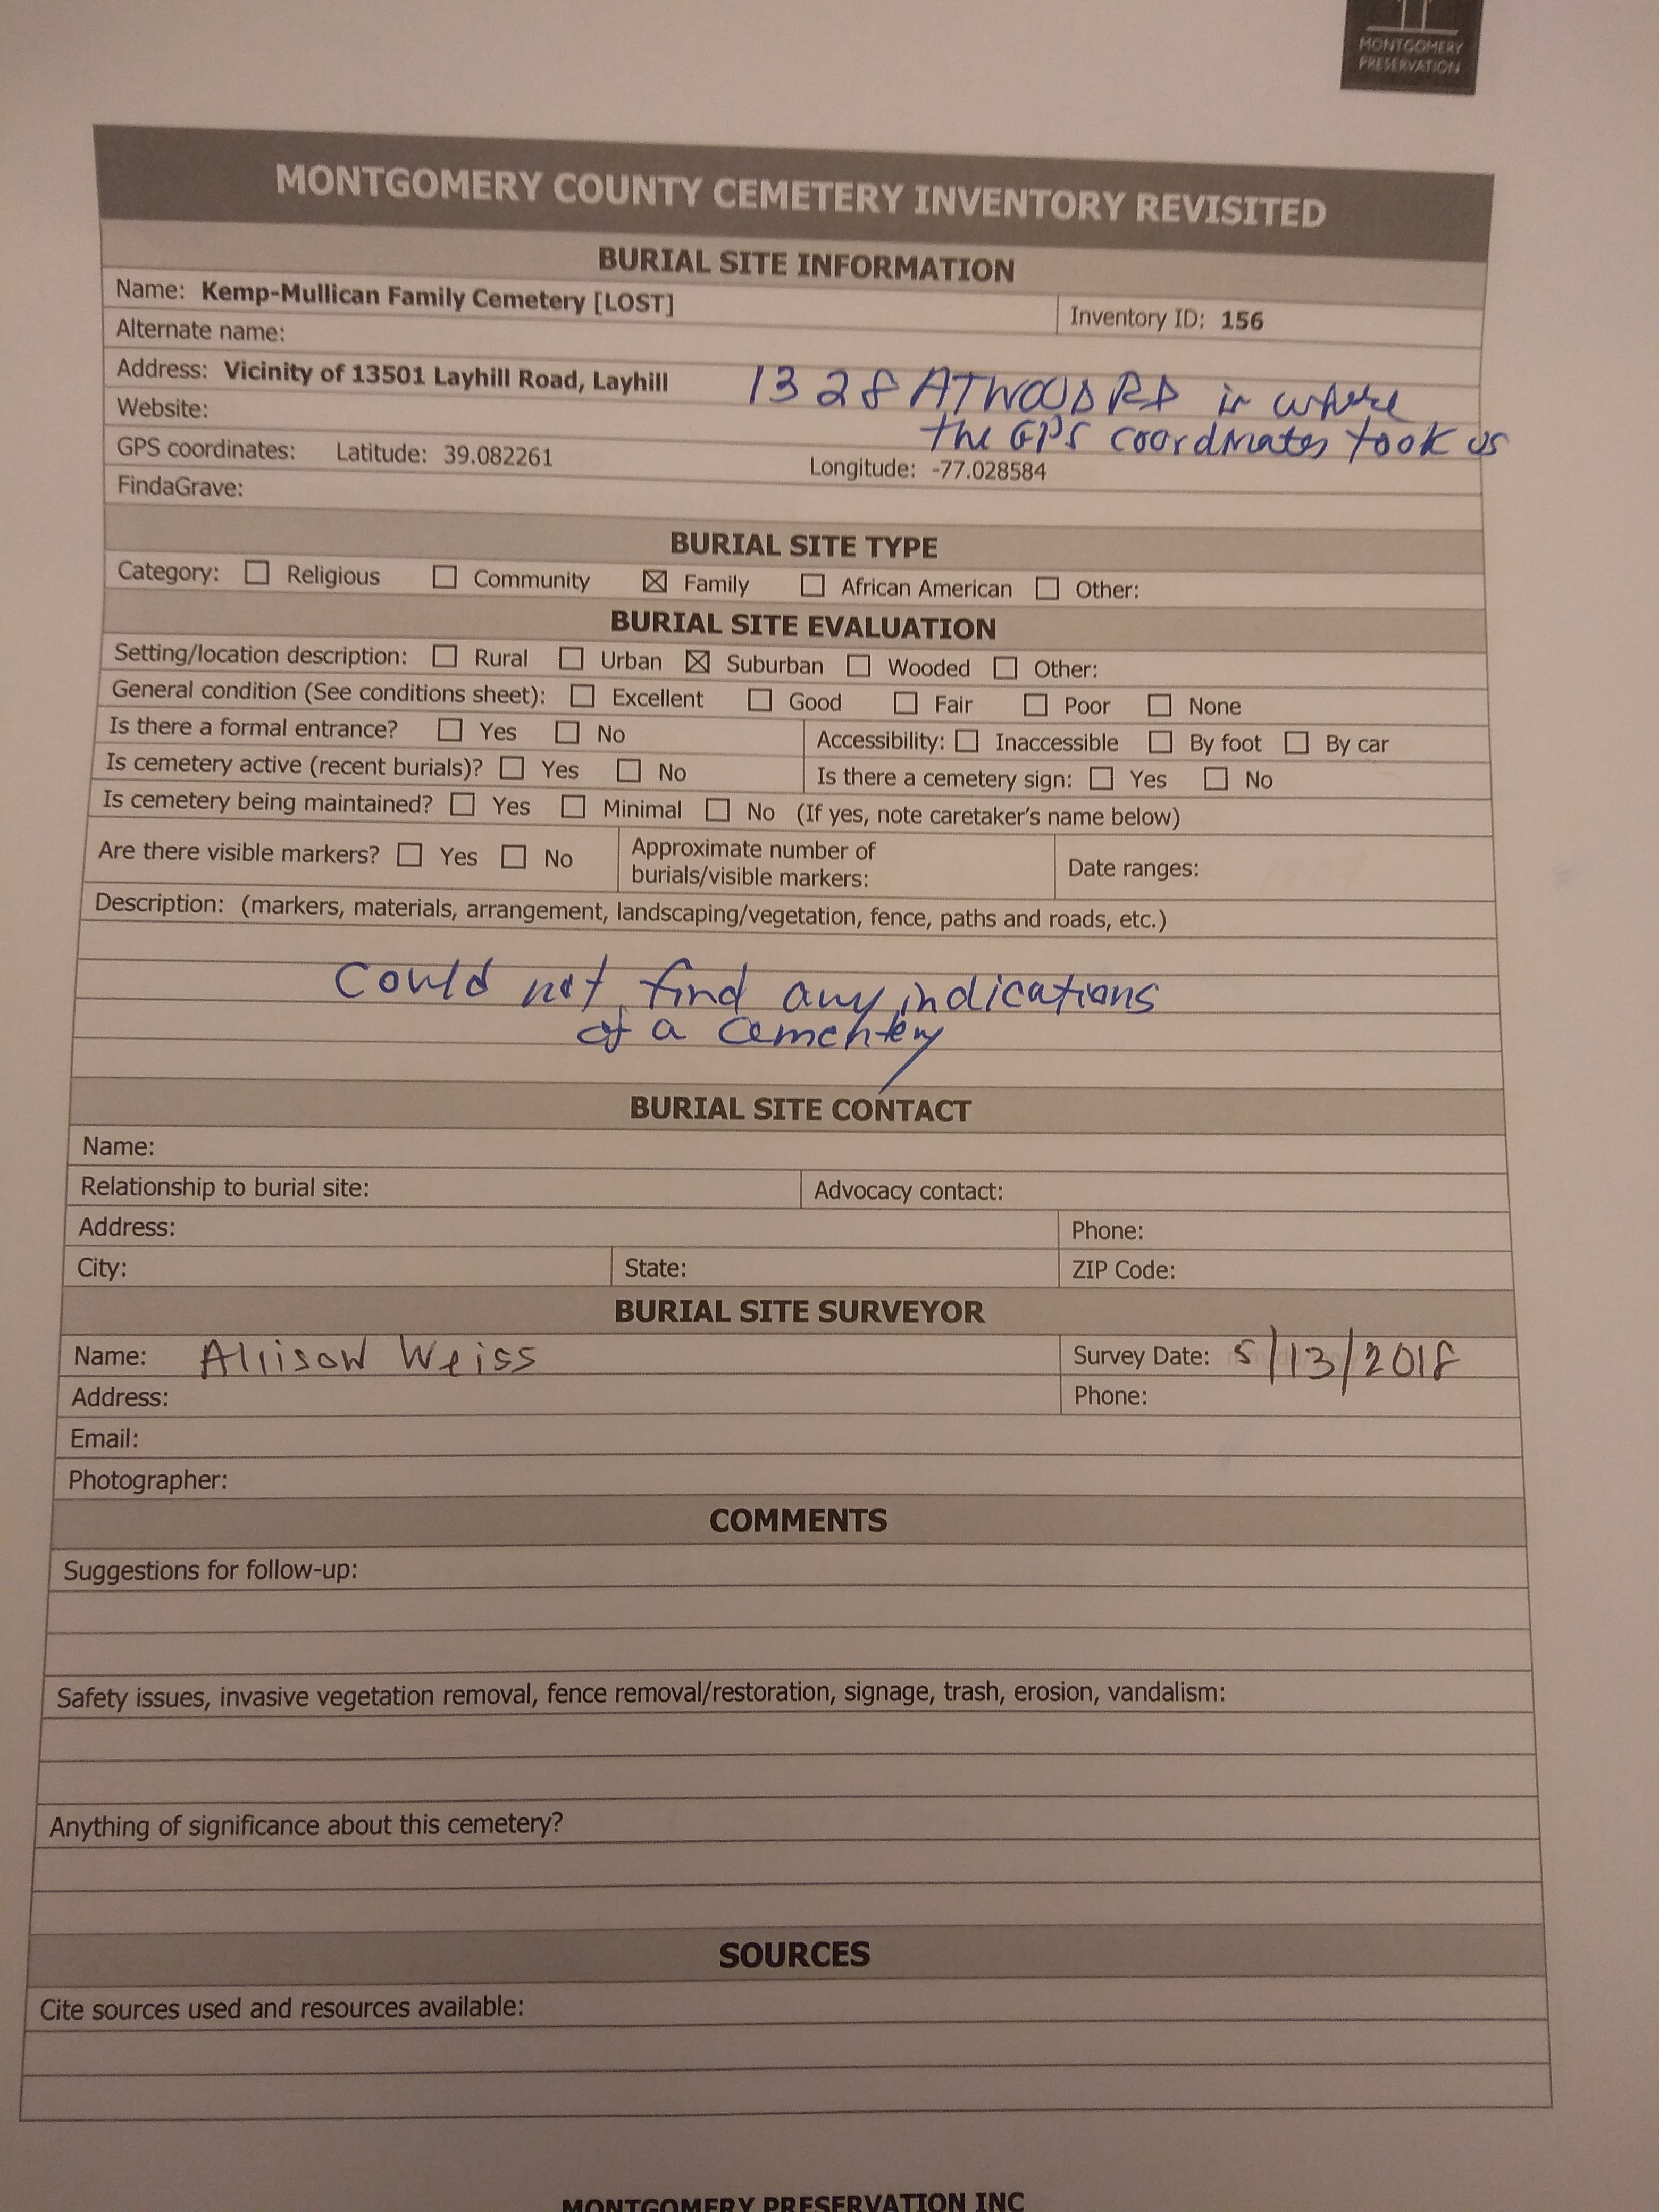 MONTGOMERY
PRESERVATION
MONTGOMERY COUNTY CEMETERY INVENTORY REVISITED
BURIAL SITE INFORMATION
Name: Kemp-Mullican Family Cemetery [LOST]
Inventory ID: 156
Alternate name:
Address: Vicinity of 13501 Layhill Road, Layhill
1328 ATWOOD RD is where
the GPS coordinates took us
Website:
GPS coordinates: Latitude: 39.082261 Longitude: -77.028584
FindaGrave:
BURIAL SITE TYPE
Category: ☐ Religious ☐ Community ☒ Family ☐ African American ☐ Other:
BURIAL SITE EVALUATION
Setting/location description: ☐ Rural ☐ Urban ☒ Suburban ☐ Wooded ☐ Other:
General condition (See conditions sheet): ☐ Excellent ☐ Good ☐ Fair ☐ Poor ☐ None
Is there a formal entrance? ☐ Yes ☐ No Accessibility: ☐ Inaccessible ☐ By foot ☐ By car
Is cemetery active (recent burials)? ☐ Yes ☐ No Is there a cemetery sign: ☐ Yes ☐ No
Is cemetery being maintained? ☐ Yes ☐ Minimal ☐ No (If yes, note caretaker's name below)
Are there visible markers? ☐ Yes ☐ No
Approximate number of
burials/visible markers:
Date ranges:
Description: (markers, materials, arrangement, landscaping/vegetation, fence, paths and roads, etc.)
Could not find any indications
of a cementery
BURIAL SITE CONTACT
Name:
Relationship to burial site: Advocacy contact:
Address: Phone:
City: State: ZIP Code:
BURIAL SITE SURVEYOR
Name: Allison Weiss Survey Date: 5/13/2018
Address: Phone:
Email:
Photographer:
COMMENTS
Suggestions for follow-up:
Safety issues, invasive vegetation removal, fence removal/restoration, signage, trash, erosion, vandalism:
Anything of significance about this cemetery?
SOURCES
Cite sources used and resources available:
MONTGOMERY PRESERVATION INC